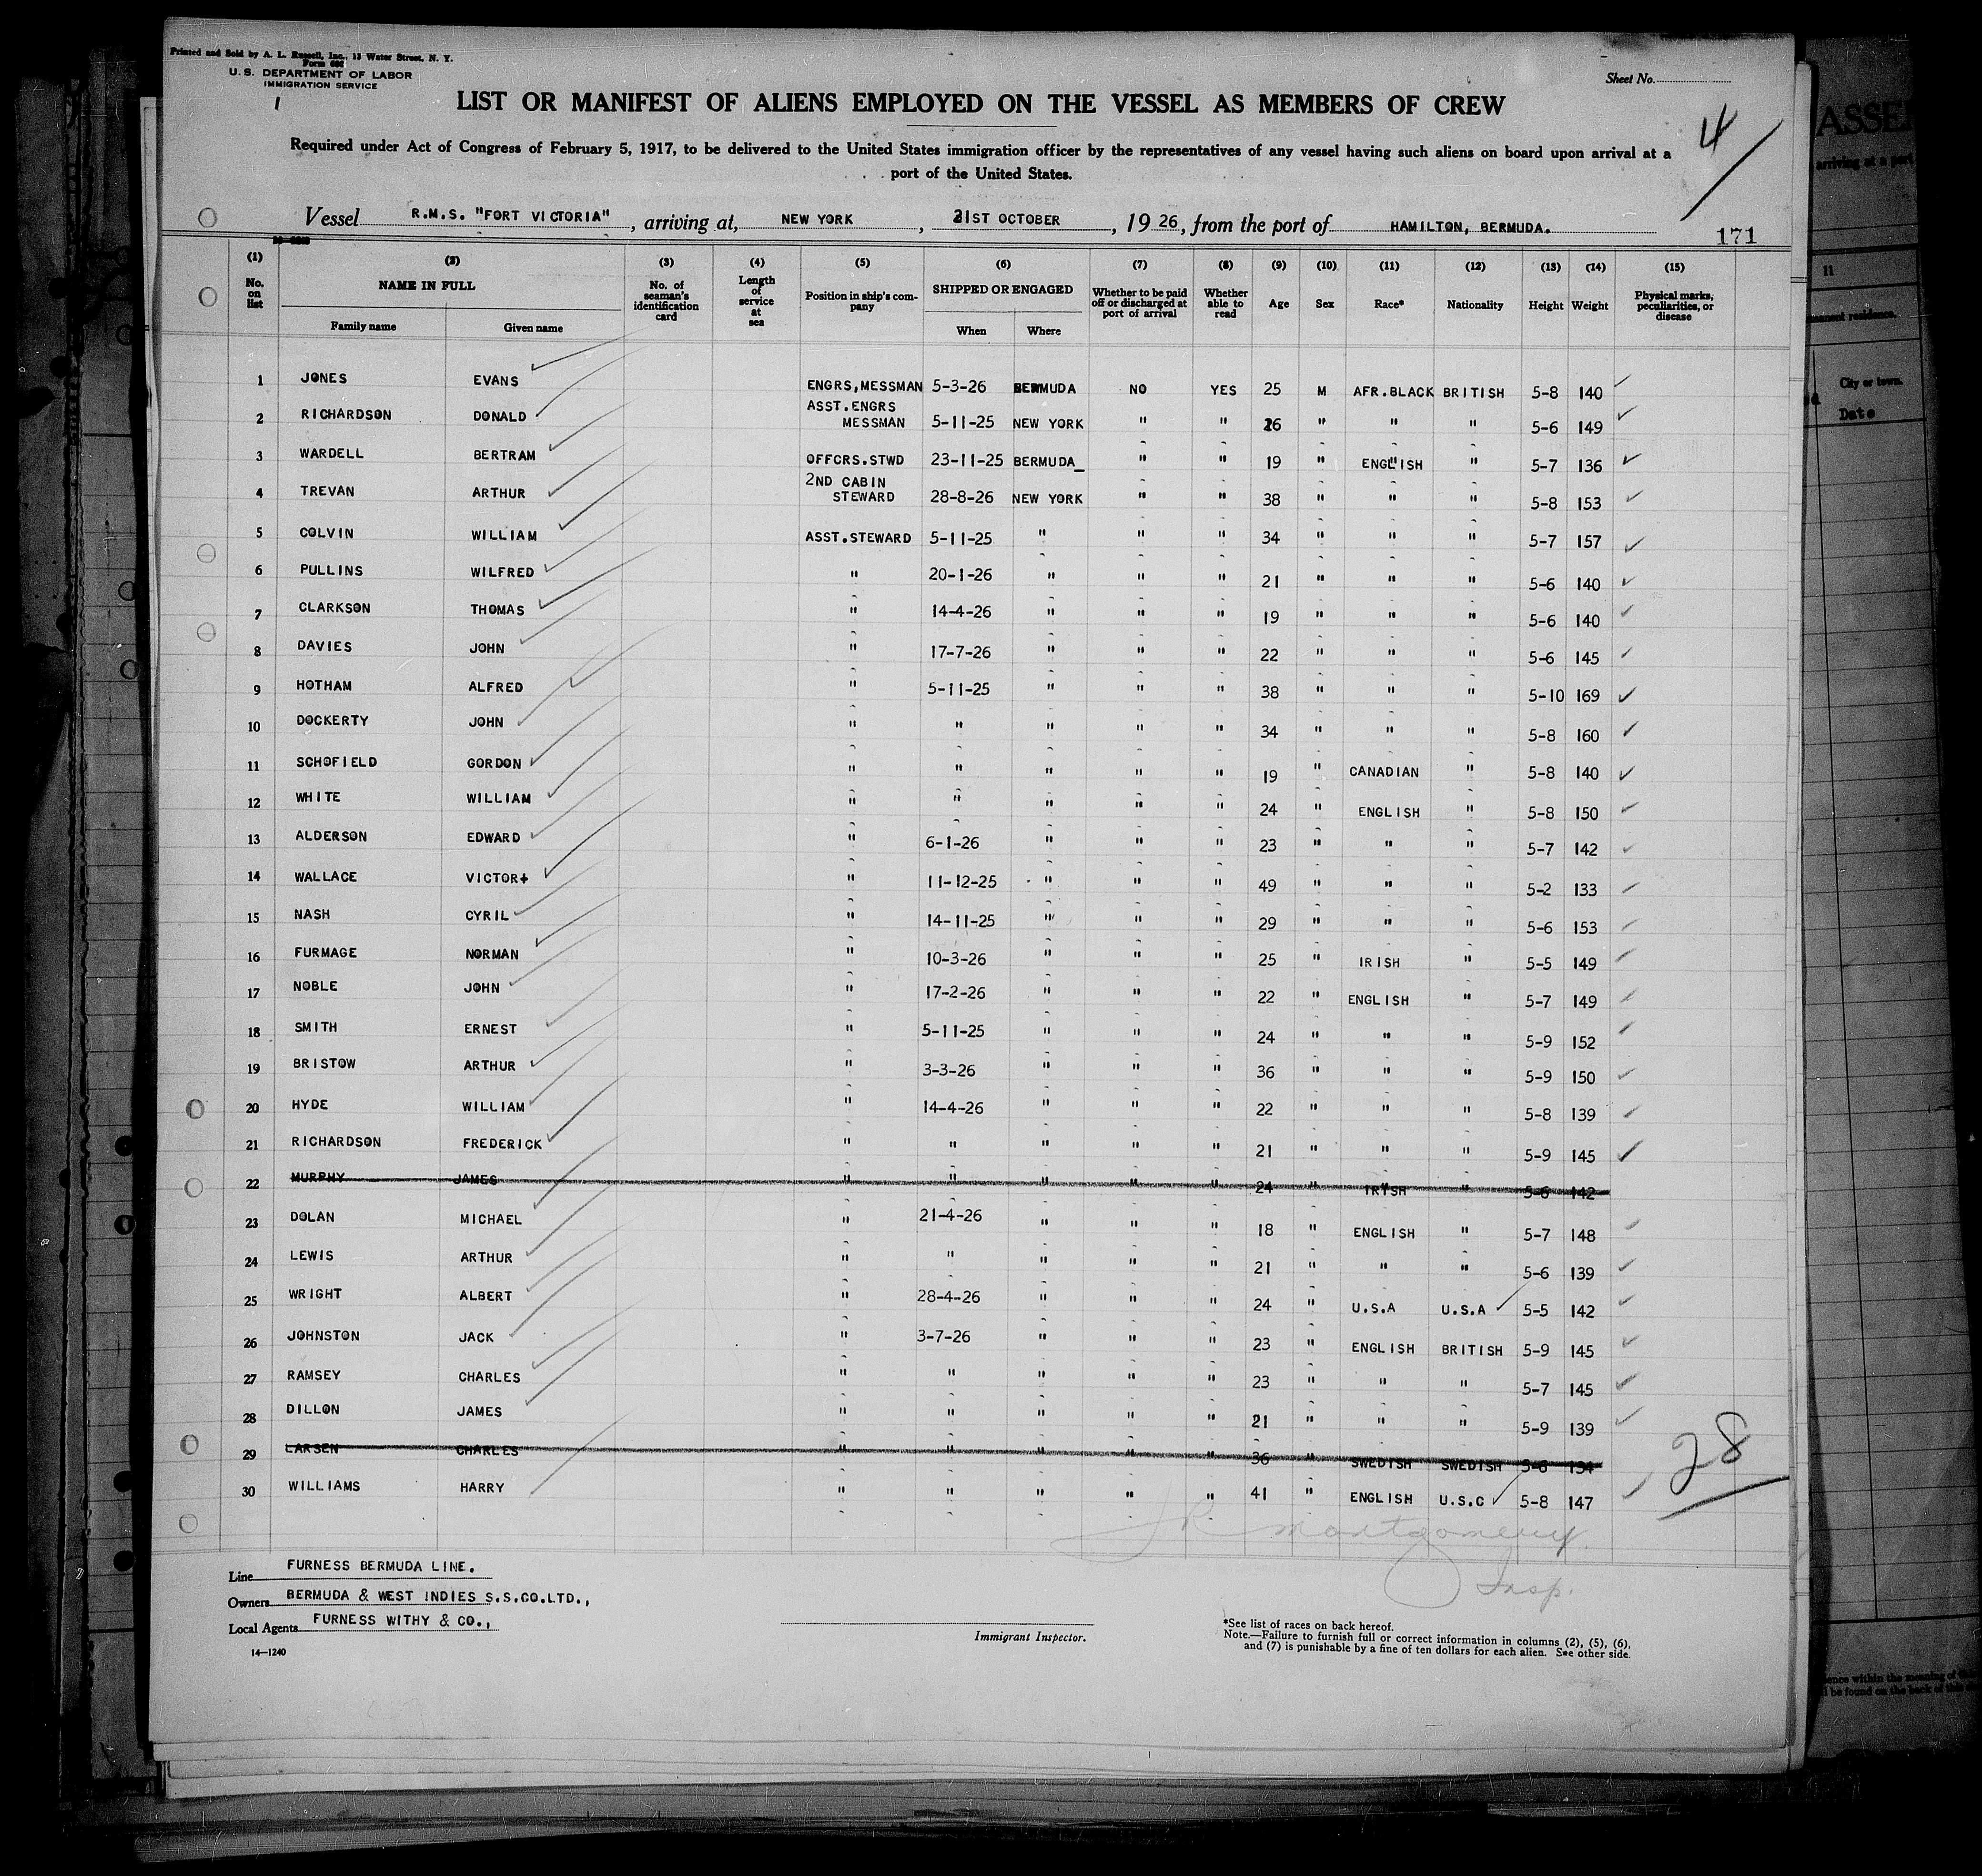 Printed and Sold by A. L. Russell, Inc., 13 Water Street, N. Y.
Form 680
U. S. DEPARTMENT OF LABOR
IMMIGRATION SERVICE
1
Sheet No.
LIST OR MANIFEST OF ALIENS EMPLOYED ON THE VESSEL AS MEMBERS OF CREW
4
Required under Act of Congress of February 5, 1917, to be delivered to the United States immigration officer by the representatives of any vessel having such aliens on board upon arrival at a
port of the United States.
Vessel R.M.S. "FORT VICTORIA", arriving at, NEW YORK, 21ST OCTOBER, 19 26, from the port of HAMILTON, BERMUDA.
171
(1) (2) (3) (4) (5) (6) (7) (8) (9) (10) (11) (12) (13) (14) (15)
No. on list NAME IN FULL Family name Given name No. of seaman's identification card Length of service at sea Position in ship's company SHIPPED OR ENGAGED When Where Whether to be paid off or discharged at port of arrival Whether able to read Age Sex Race* Nationality Height Weight Physical marks, peculiarities, or disease
1 JONES EVANS ENGRS,MESSMAN 5-3-26 BERMUDA NO YES 25 M AFR.BLACK BRITISH 5-8 140
2 RICHARDSON DONALD ASST.ENGRS MESSMAN 5-11-25 NEW YORK " " 26 " " " 5-6 149
3 WARDELL BERTRAM OFFCRS.STWD 23-11-25 BERMUDA_ " " 19 " ENGLISH " 5-7 136
4 TREVAN ARTHUR 2ND CABIN STEWARD 28-8-26 NEW YORK " " 38 " " " 5-8 153
5 COLVIN WILLIAM ASST.STEWARD 5-11-25 " " " 34 " " " 5-7 157
6 PULLINS WILFRED " 20-1-26 " " " 21 " " " 5-6 140
7 CLARKSON THOMAS " 14-4-26 " " " 19 " " " 5-6 140
8 DAVIES JOHN " 17-7-26 " " " 22 " " " 5-6 145
9 HOTHAM ALFRED " 5-11-25 " " " 38 " " " 5-10 169
10 DOCKERTY JOHN " " " " " 34 " " " 5-8 160
11 SCHOFIELD GORDON " " " " " 19 " CANADIAN " 5-8 140
12 WHITE WILLIAM " " " " " 24 " ENGLISH " 5-8 150
13 ALDERSON EDWARD " 6-1-26 " " " 23 " " " 5-7 142
14 WALLACE VICTOR+ " 11-12-25 " " " 49 " " " 5-2 133
15 NASH CYRIL " 14-11-25 " " " 29 " " " 5-6 153
16 FURMAGE NORMAN " 10-3-26 " " " 25 " IRISH " 5-5 149
17 NOBLE JOHN " 17-2-26 " " " 22 " ENGLISH " 5-7 149
18 SMITH ERNEST " 5-11-25 " " " 24 " " " 5-9 152
19 BRISTOW ARTHUR " 3-3-26 " " " 36 " " " 5-9 150
20 HYDE WILLIAM " 14-4-26 " " " 22 " " " 5-8 139
21 RICHARDSON FREDERICK " " " " " 21 " " " 5-9 145
22 MURPHY JAMES " " " " " 24 " IRISH " 5-6 142
23 DOLAN MICHAEL " 21-4-26 " " " 18 " ENGLISH " 5-7 148
24 LEWIS ARTHUR " " " " " 21 " " " 5-6 139
25 WRIGHT ALBERT " 28-4-26 " " " 24 " U.S.A U.S.A 5-5 142
26 JOHNSTON JACK " 3-7-26 " " " 23 " ENGLISH BRITISH 5-9 145
27 RAMSEY CHARLES " " " " " 23 " " " 5-7 145
28 DILLON JAMES " " " " " 21 " " " 5-9 139
29 LARSEN CHARLES " " " " " 36 " SWEDISH SWEDISH 5-6 154
30 WILLIAMS HARRY " " " " " 41 " ENGLISH U.S.C 5-8 147
28
JR Montgomery
Insp.
Line FURNESS BERMUDA LINE.
Owners BERMUDA & WEST INDIES S.S.CO.LTD.,
Local Agents FURNESS WITHY & CO.,
14—1240
Immigrant Inspector.
*See list of races on back hereof.
Note.—Failure to furnish full or correct information in columns (2), (5), (6),
and (7) is punishable by a fine of ten dollars for each alien. See other side.
ASSE
arriving at a port
11
manent residence.
City or town.
Date
ence within the meaning of
l be found on the back of this